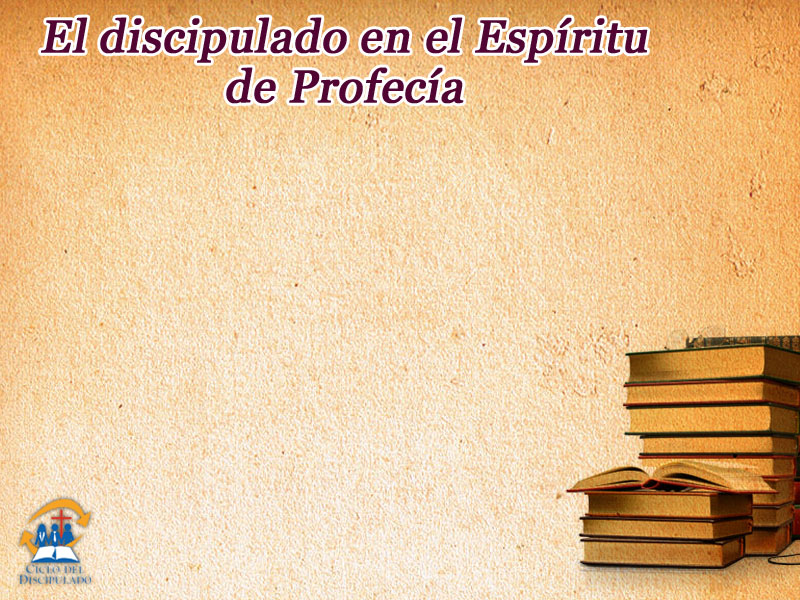 El discipulado en el Espíritu
de Profecía
CICLO DEL
DISCIPULADO